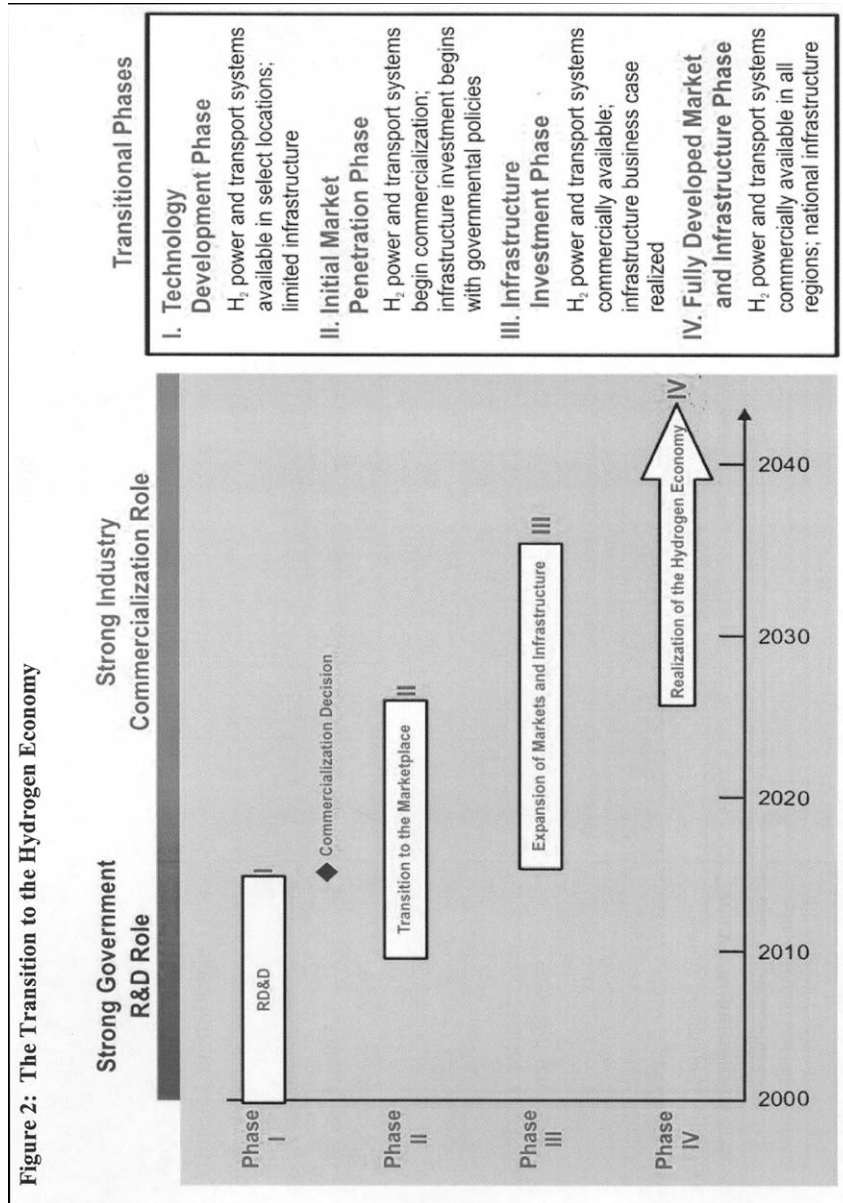 Figure 2: The Transition to the Hydrogen Economy
Strong Government
R&D Role
Strong Industry
Commercialization Role
Phase
I
RD&D
I
Commercialization Decision
Phase
II
Transition to the Marketplace
II
Phase
III
Expansion of Markets and Infrastructure
III
Phase
IV
Realization of the Hydrogen Economy
IV
2000
2010
2020
2030
2040
Transitional Phases
I. Technology
Development Phase
H₂ power and transport systems
available in select locations;
limited infrastructure
II. Initial Market
Penetration Phase
H₂ power and transport systems
begin commercialization;
infrastructure investment begins
with governmental policies
III. Infrastructure
Investment Phase
H₂ power and transport systems
commercially available;
infrastructure business case
realized
IV. Fully Developed Market
and Infrastructure Phase
H₂ power and transport systems
commercially available in all
regions; national infrastructure